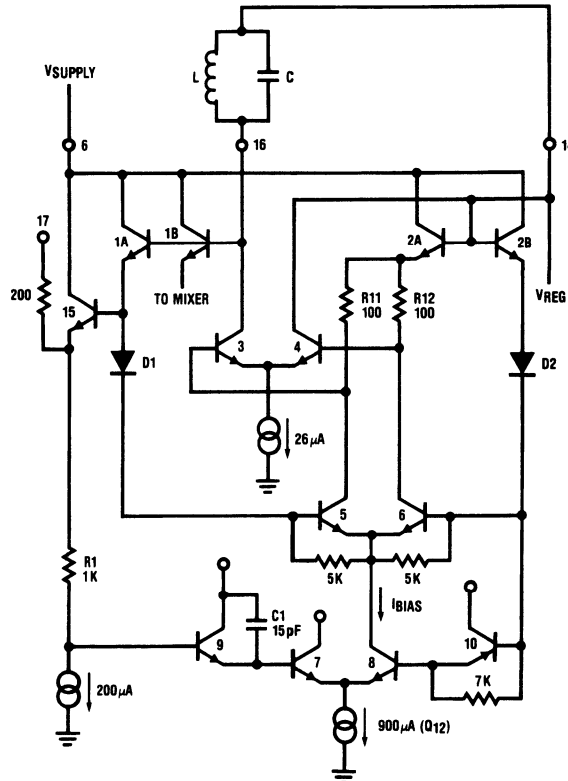 VSUPPLY
L
C
6
16
1
17
200
15
1A
1B
TO MIXER
2A
2B
VREG
R11
100
R12
100
3
4
D1
D2
26 μA
5
6
5K
5K
IBIAS
R1
1K
C1
15pF
9
7
8
10
7K
200μA
900μA (Q12)